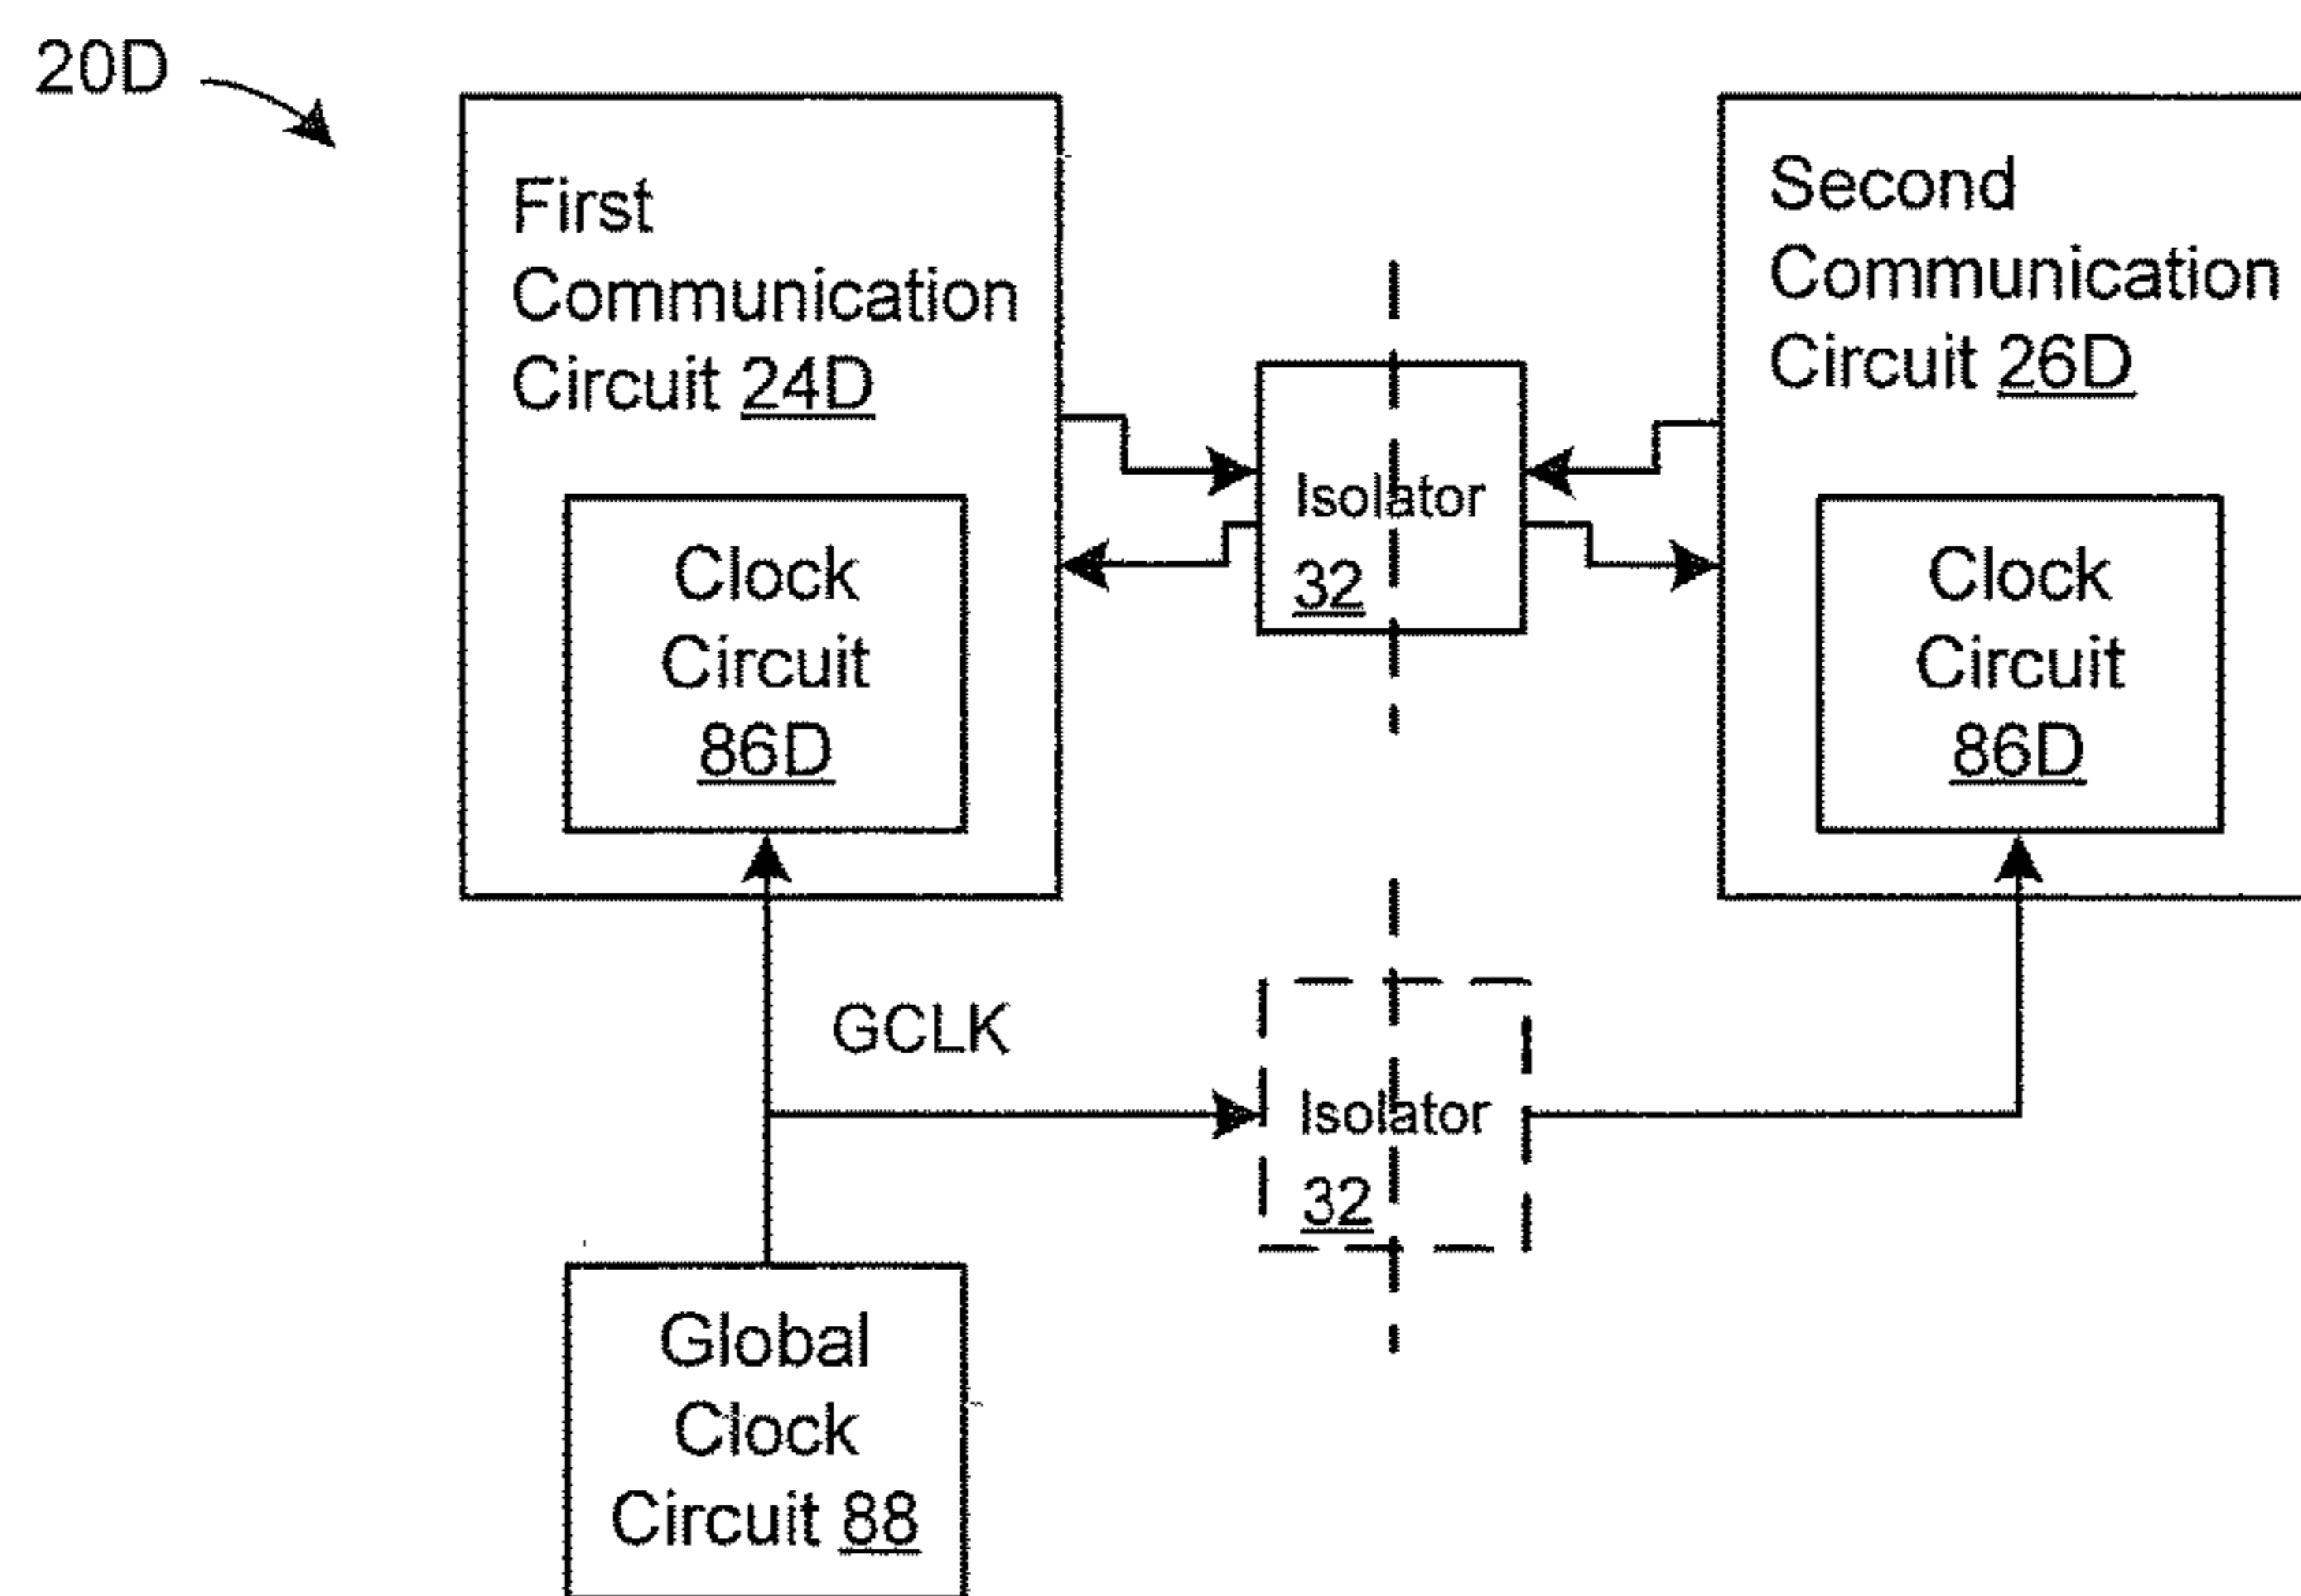 20D
First
Communication
Circuit 24D
Clock
Circuit
86D
Isolator
32
Second
Communication
Circuit 26D
Clock
Circuit
86D
GCLK
Isolator
32
Global
Clock
Circuit 88